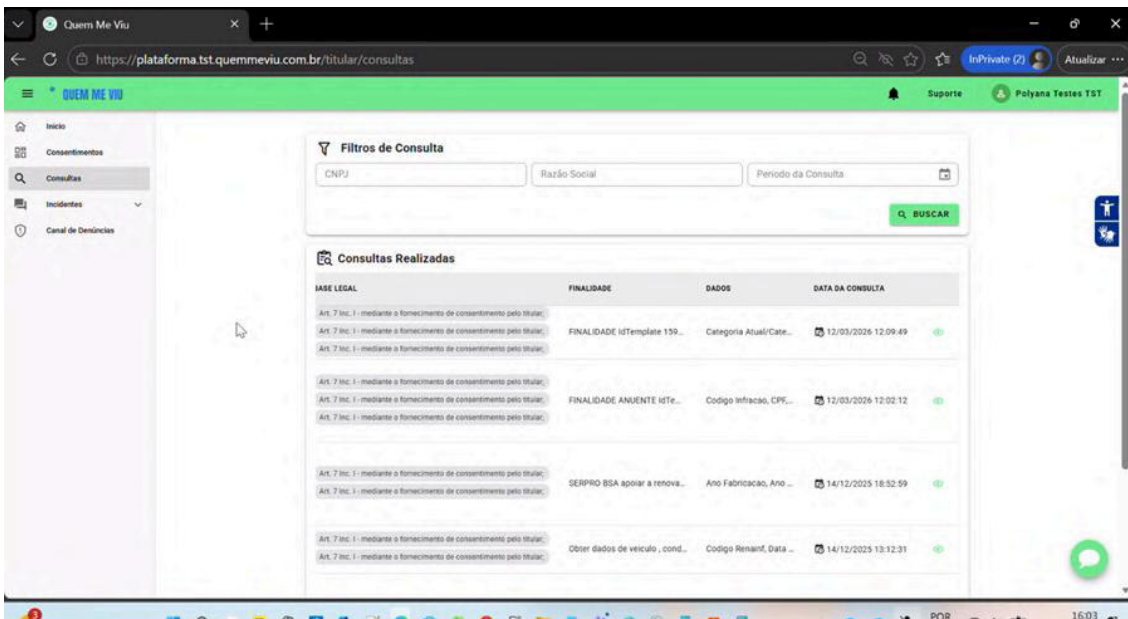 Quem Me Viu
https://plataforma.tst.quemmeviu.com.br/titular/consultas
InPrivate (2)
Atualizar
QUEM ME VIU
Suporte
Polyana Testes TST
Inicio
Consentimentos
Consultas
Incidentes
Canal de Denúncias
Filtros de Consulta
CNPJ
Razão Social
Periodo da Consulta
BUSCAR
Consultas Realizadas
BASE LEGAL FINALIDADE DADOS DATA DA CONSULTA
Art. 7 Inc. I - mediante o fornecimento de consentimento pelo titular;
Art. 7 Inc. I - mediante o fornecimento de consentimento pelo titular;
Art. 7 Inc. I - mediante o fornecimento de consentimento pelo titular;
FINALIDADE IdTemplate 159... Categoria Atual/Cate... 12/03/2026 12:09:49
Art. 7 Inc. I - mediante o fornecimento de consentimento pelo titular;
Art. 7 Inc. I - mediante o fornecimento de consentimento pelo titular;
Art. 7 Inc. I - mediante o fornecimento de consentimento pelo titular;
FINALIDADE ANUENTE IdTe... Codigo Infracao, CPF,... 12/03/2026 12:02:12
Art. 7 Inc. I - mediante o fornecimento de consentimento pelo titular;
Art. 7 Inc. I - mediante o fornecimento de consentimento pelo titular;
SERPRO BSA apoiar a renova... Ano Fabricacao, Ano ... 14/12/2025 18:52:59
Art. 7 Inc. I - mediante o fornecimento de consentimento pelo titular;
Art. 7 Inc. I - mediante o fornecimento de consentimento pelo titular;
Obter dados de veiculo , cond... Codigo Renainf, Data ... 14/12/2025 13:12:31
3
POR
16:03